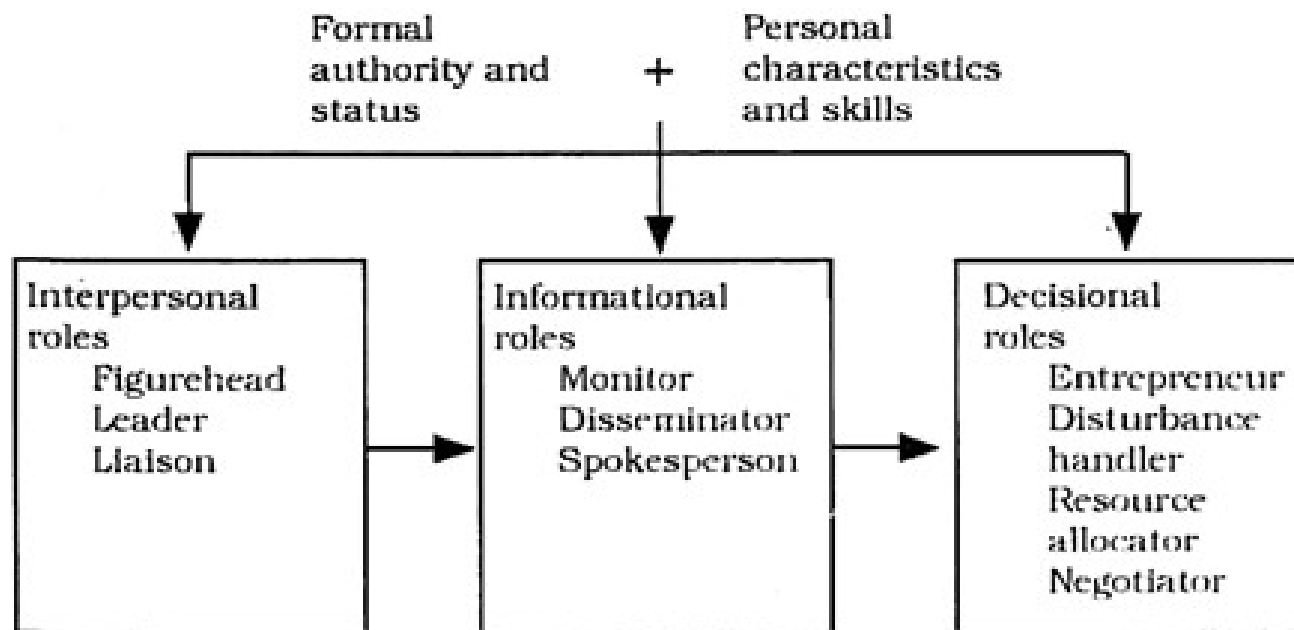 Formal
authority and
status
+
Personal
characteristics
and skills
Interpersonal
roles
Figurehead
Leader
Liaison
Informational
roles
Monitor
Disseminator
Spokesperson
Decisional
roles
Entrepreneur
Disturbance
handler
Resource
allocator
Negotiator